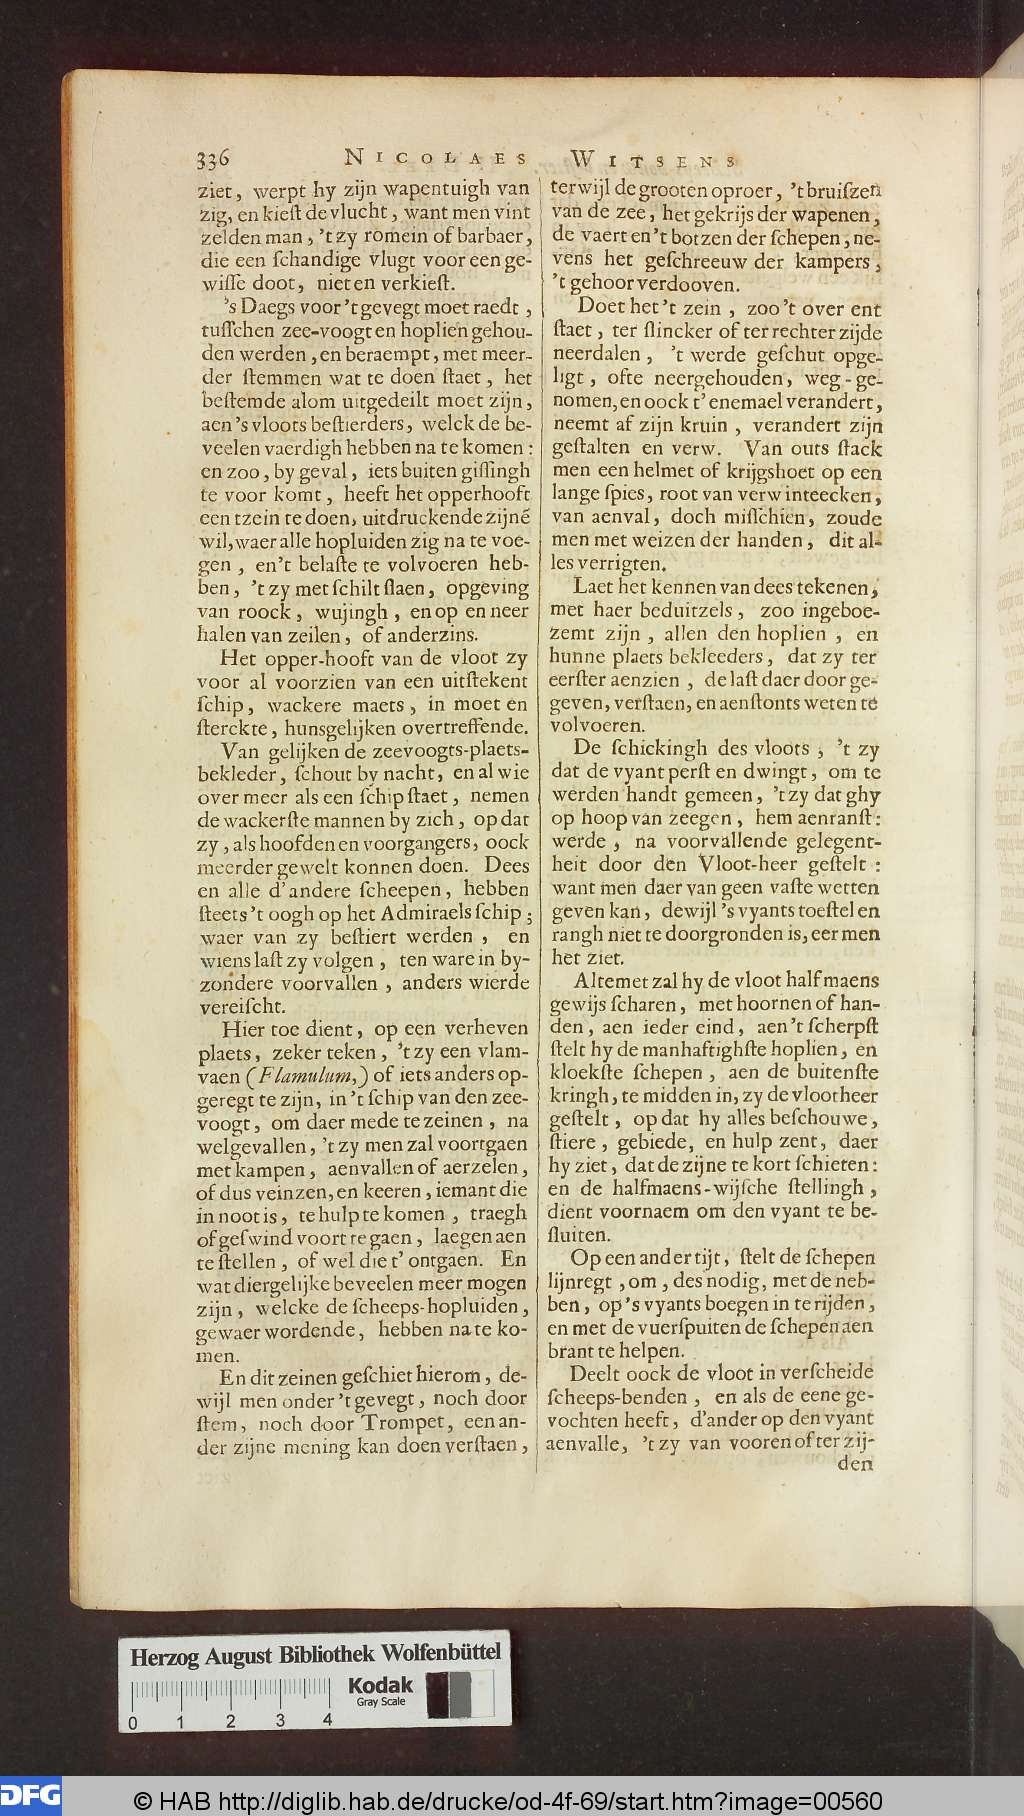 336 NICOLAES WITSENS
ziet, werpt hy zijn wapentuigh van
zig, en kieſt de vlucht, want men vint
zelden man, 't zy romein of barbaer,
die een ſchandige vlugt voor een ge-
wiſſe doot, niet en verkieſt.
's Daegs voor 't gevegt moet raedt,
tuſſchen zee-voogt en hoplien gehou-
den werden, en beraempt, met meer-
der ſtemmen wat te doen ſtaet, het
beſtemde alom uitgedeilt moet zijn,
aen 's vloots beſtierders, welck de be-
veelen vaerdigh hebben na te komen:
en zoo, by geval, iets buiten giſſingh
te voor komt, heeft het opperhooft
een tzein te doen, uitdruckende zijnē
wil, waer alle hopluiden zig na te voe-
gen, en't belaſte te volvoeren heb-
ben, 't zy met ſchilt ſlaen, opgeving
van roock, wujingh, en op en neer
halen van zeilen, of anderzins.
Het opper-hooft van de vloot zy
voor al voorzien van een uitſtekent
ſchip, wackere maets, in moet en
ſterckte, hunsgelijken overtreffende.
Van gelijken de zeevoogts-plaets-
bekleder, ſchout by nacht, en al wie
over meer als een ſchip ſtaet, nemen
de wackerſte mannen by zich, op dat
zy, als hoofden en voorgangers, oock
meerder gewelt konnen doen. Dees
en alle d'andere ſcheepen, hebben
ſteets 't oogh op het Admiraels ſchip;
waer van zy beſtiert werden, en
wiens laſt zy volgen, ten ware in by-
zondere voorvallen, anders wierde
vereiſcht.
Hier toe dient, op een verheven
plaets, zeker teken, 't zy een vlam-
vaen (Flamulum,) of iets anders op-
geregt te zijn, in 't ſchip van den zee-
voogt, om daer mede te zeinen, na
welgevallen, 't zy men zal voortgaen
met kampen, aenvallen of aerzelen,
of dus veinzen, en keeren, iemant die
in noot is, te hulp te komen, traegh
of geſwind voort te gaen, laegen aen
te ſtellen, of wel die t' ontgaen. En
wat diergelijke beveelen meer mogen
zijn, welcke de ſcheeps-hopluiden,
gewaer wordende, hebben na te ko-
men.
En dit zeinen geſchiet hierom, de-
wijl men onder 't gevegt, noch door
ſtem, noch door Trompet, een an-
der zijne mening kan doen verſtaen,
terwijl de grooten oproer, 't bruiſzen
van de zee, het gekrijs der wapenen,
de vaert en 't botzen der ſchepen, ne-
vens het geſchreeuw der kampers,
't gehoor verdooven.
Doet het 't zein, zoo 't over ent
ſtaet, ter ſlincker of ter rechter zijde
neerdalen, 't werde geſchut opge-
ligt, ofte neergehouden, weg-ge-
nomen, en oock t' enemael verandert,
neemt af zijn kruin, verandert zijn
geſtalten en verw. Van outs ſtack
men een helmet of krijgshoet op een
lange ſpies, root van verw inteecken,
van aenval, doch miſſchien, zoude
men met weizen der handen, dit al-
les verrigten.
Laet het kennen van dees tekenen,
met haer beduitzels, zoo ingeboe-
zemt zijn, allen den hoplien, en
hunne plaets bekleeders, dat zy ter
eerſter aenzien, de laſt daer door ge-
geven, verſtaen, en aenſtonts weten te
volvoeren.
De ſchickingh des vloots, 't zy
dat de vyant perſt en dwingt, om te
werden handt gemeen, 't zy dat ghy
op hoop van zeegen, hem aenranſt:
werde, na voorvallende gelegent-
heit door den Vloot-heer geſtelt:
want men daer van geen vaſte wetten
geven kan, dewijl 's vyants toeſtel en
rangh niet te doorgronden is, eer men
het ziet.
Altemet zal hy de vloot half maens
gewijs ſcharen, met hoornen of han-
den, aen ieder eind, aen 't ſcherpſt
ſtelt hy de manhaftighſte hoplien, en
kloekſte ſchepen, aen de buitenſte
kringh, te midden in, zy de vlootheer
geſtelt, op dat hy alles beſchouwe,
ſtiere, gebiede, en hulp zent, daer
hy ziet, dat de zijne te kort ſchieten:
en de halfmaens-wijſche ſtellingh,
dient voornaem om den vyant te be-
ſluiten.
Op een ander tijt, ſtelt de ſchepen
lijnregt, om, des nodig, met de neb-
ben, op 's vyants boegen in te rijden,
en met de vuerſpuiten de ſchepen aen
brant te helpen.
Deelt oock de vloot in verſcheide
ſcheeps-benden, en als de eene ge-
vochten heeft, d'ander op den vyant
aenvalle, 't zy van vooren of ter zij-
den
Herzog August Bibliothek Wolfenbüttel
Kodak
Gray Scale
0 1 2 3 4
DFG © HAB http://diglib.hab.de/drucke/od-4f-69/start.htm?image=00560